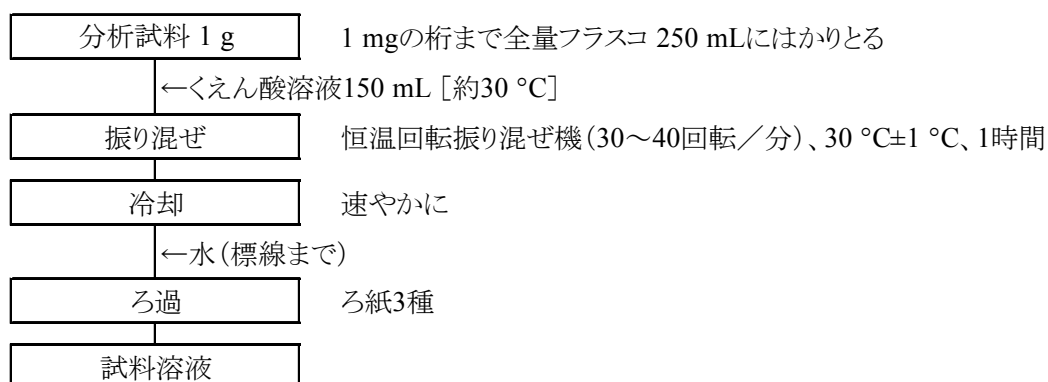 分析試料 1 g　1 mgの桁まで全量フラスコ 250 mLにはかりとる
←くえん酸溶液150 mL [約30 °C]
振り混ぜ　恒温回転振り混ぜ機(30～40回転／分)、30 °C±1 °C、1時間
冷却　速やかに
←水(標線まで)
ろ過　ろ紙3種
試料溶液